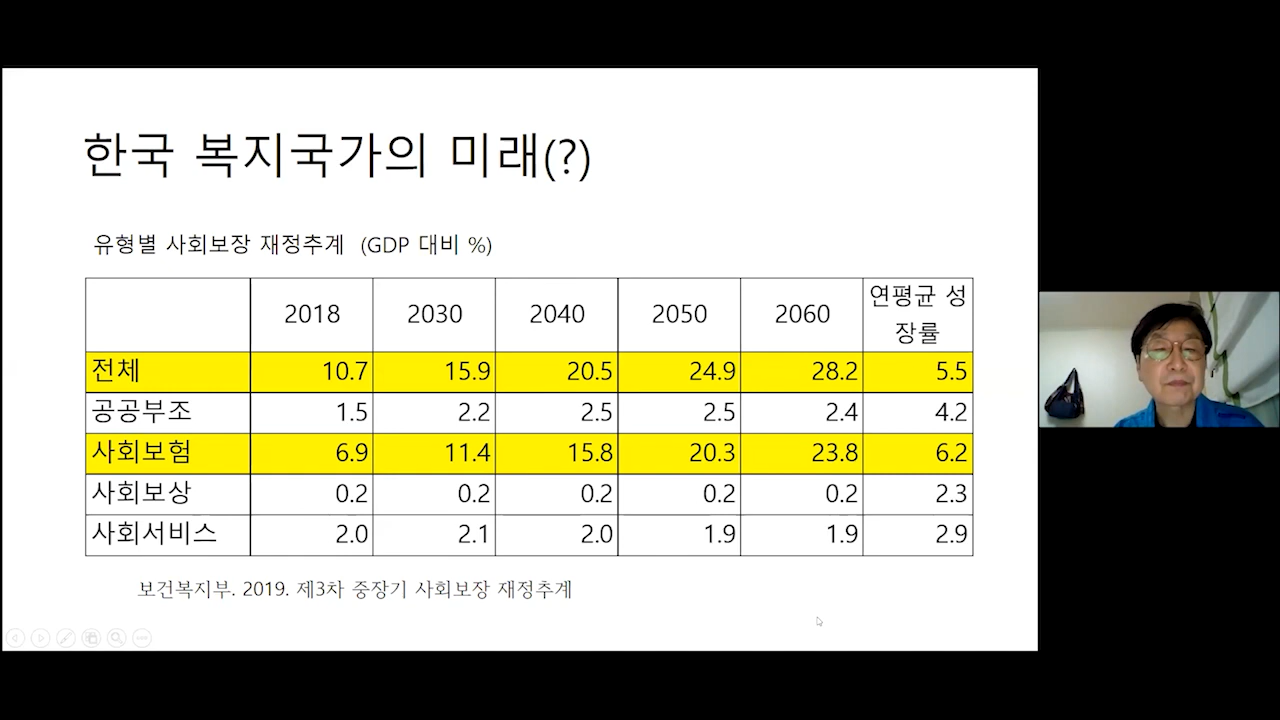 한국 복지국가의 미래(?)
유형별 사회보장 재정추계 (GDP 대비 %)
2018 2030 2040 2050 2060 연평균 성장률
전체 10.7 15.9 20.5 24.9 28.2 5.5
공공부조 1.5 2.2 2.5 2.5 2.4 4.2
사회보험 6.9 11.4 15.8 20.3 23.8 6.2
사회보상 0.2 0.2 0.2 0.2 0.2 2.3
사회서비스 2.0 2.1 2.0 1.9 1.9 2.9
보건복지부. 2019. 제3차 중장기 사회보장 재정추계